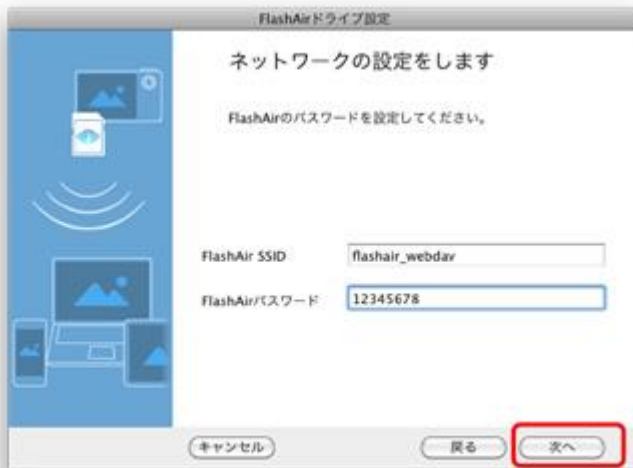 FlashAirドライブ設定
ネットワークの設定をします
FlashAirのパスワードを設定してください。
FlashAir SSID flashair_webdav
FlashAirパスワード 12345678
キャンセル 戻る 次へ